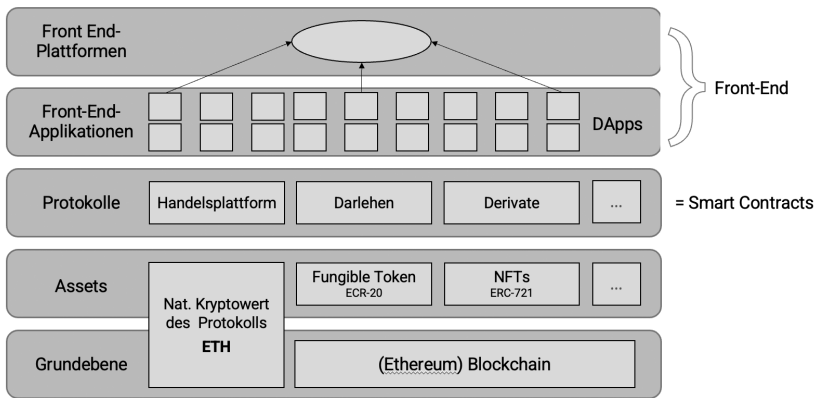 Front End-
Plattformen
Front-End
Front-End-
Applikationen
DApps
Protokolle
Handelsplattform
Darlehen
Derivate
...
= Smart Contracts
Assets
Fungible Token
ECR-20
NFTs
ERC-721
...
Nat. Kryptowert
des Protokolls
ETH
Grundebene
(Ethereum) Blockchain